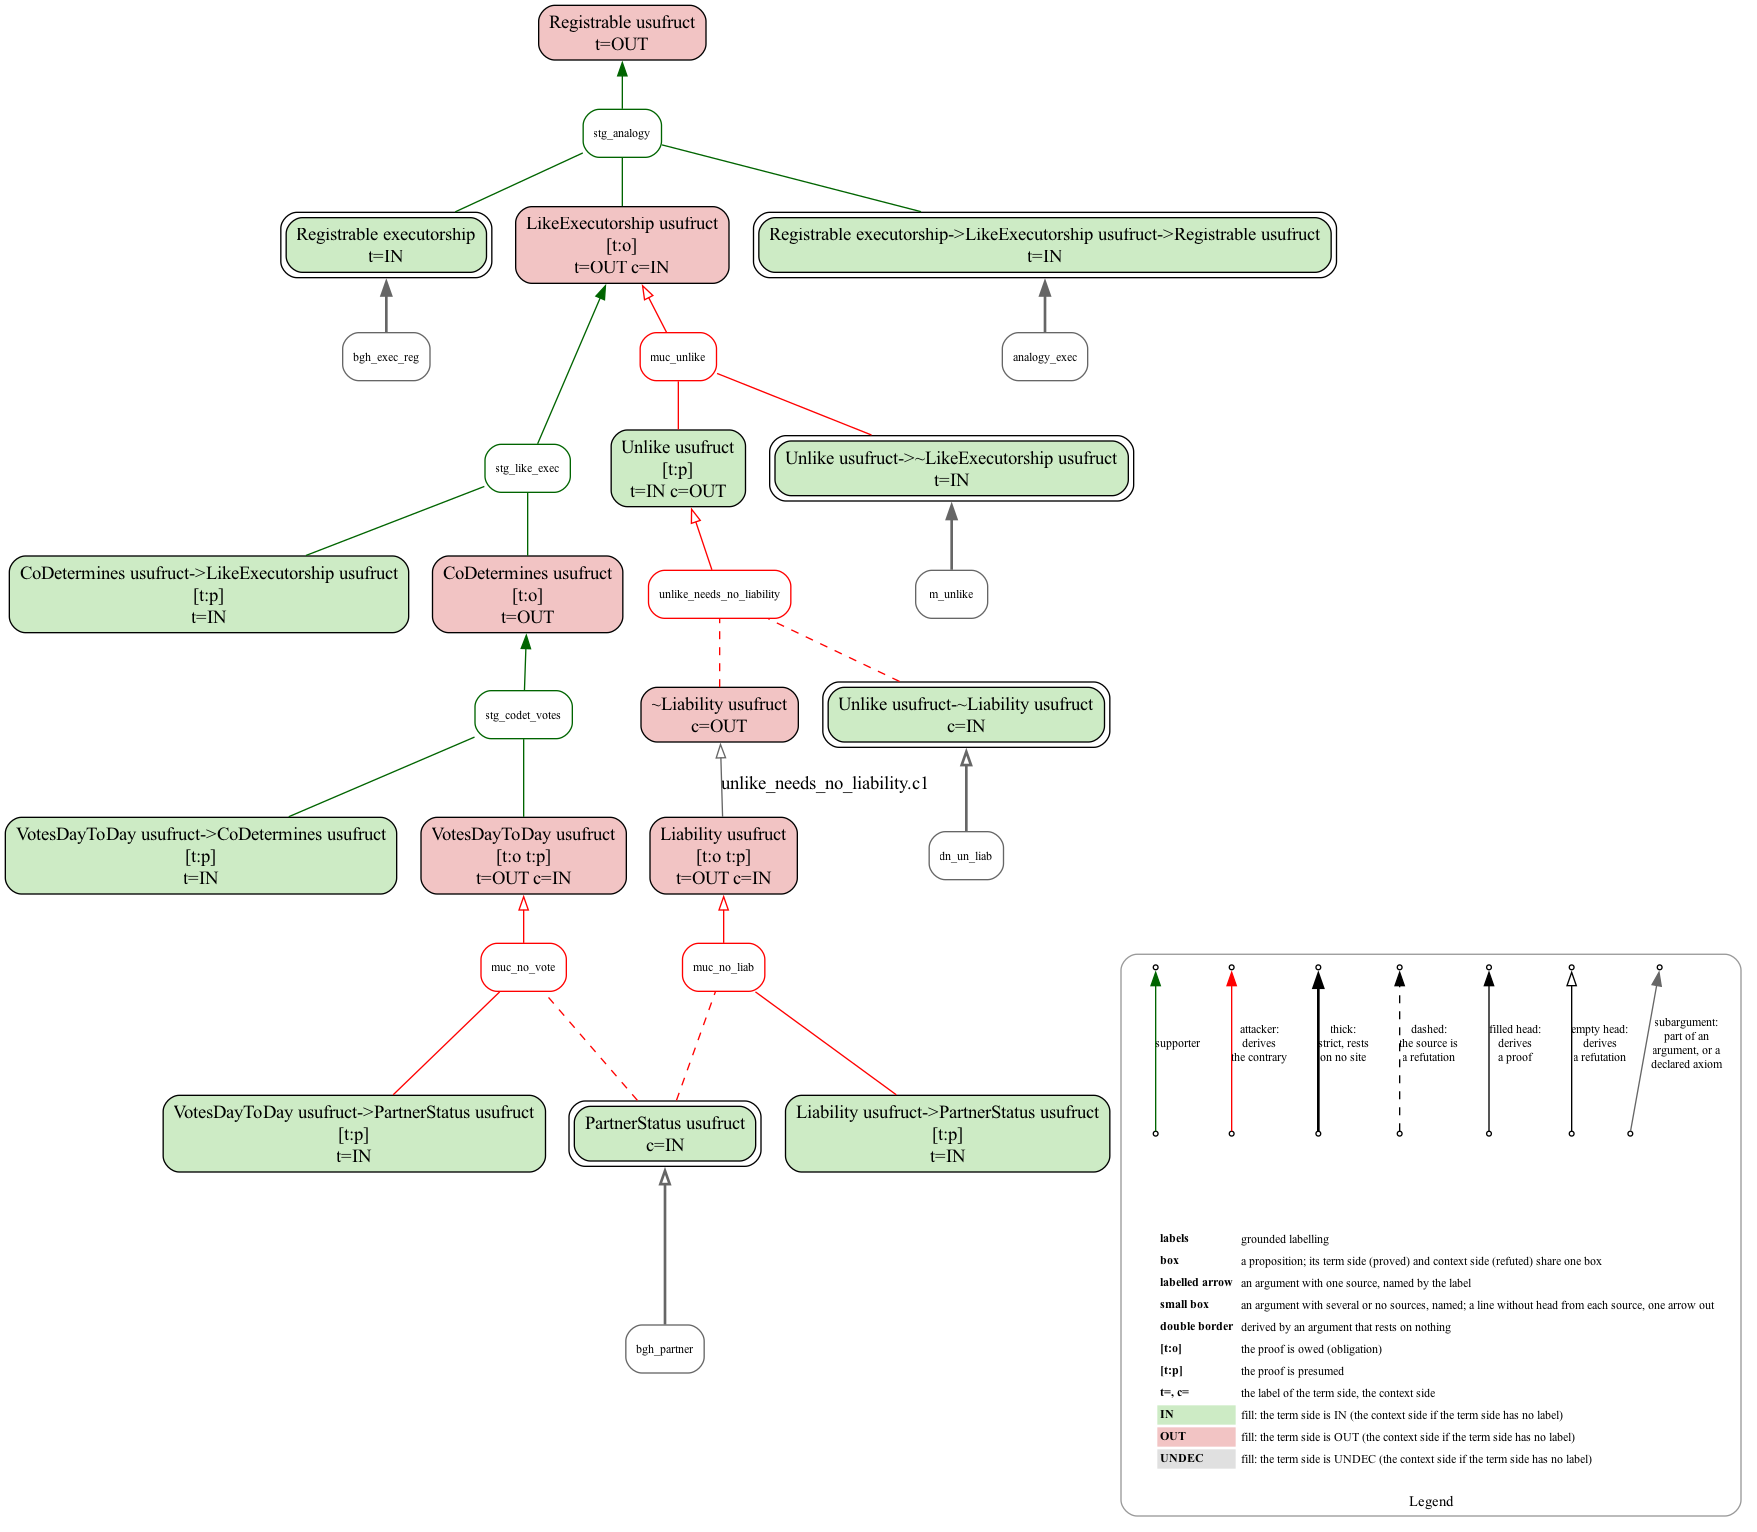 Registrable usufruct
t=OUT
stg_analogy
Registrable executorship
t=IN
LikeExecutorship usufruct
[t:o]
t=OUT c=IN
Registrable executorship->LikeExecutorship usufruct->Registrable usufruct
t=IN
bgh_exec_reg
muc_unlike
analogy_exec
stg_like_exec
Unlike usufruct
[t:p]
t=IN c=OUT
Unlike usufruct->~LikeExecutorship usufruct
t=IN
CoDetermines usufruct->LikeExecutorship usufruct
[t:p]
t=IN
CoDetermines usufruct
[t:o]
t=OUT
unlike_needs_no_liability
m_unlike
stg_codet_votes
~Liability usufruct
c=OUT
Unlike usufruct-~Liability usufruct
c=IN
unlike_needs_no_liability.c1
VotesDayToDay usufruct->CoDetermines usufruct
[t:p]
t=IN
VotesDayToDay usufruct
[t:o t:p]
t=OUT c=IN
Liability usufruct
[t:o t:p]
t=OUT c=IN
dn_un_liab
muc_no_vote
muc_no_liab
VotesDayToDay usufruct->PartnerStatus usufruct
[t:p]
t=IN
PartnerStatus usufruct
c=IN
Liability usufruct->PartnerStatus usufruct
[t:p]
t=IN
bgh_partner
supporter
attacker:
derives
the contrary
thick:
strict, rests
on no site
dashed:
the source is
a refutation
filled head:
derives
a proof
empty head:
derives
a refutation
subargument:
part of an
argument, or a
declared axiom
labels grounded labelling
box a proposition; its term side (proved) and context side (refuted) share one box
labelled arrow an argument with one source, named by the label
small box an argument with several or no sources, named; a line without head from each source, one arrow out
double border derived by an argument that rests on nothing
[t:o] the proof is owed (obligation)
[t:p] the proof is presumed
t=, c= the label of the term side, the context side
IN fill: the term side is IN (the context side if the term side has no label)
OUT fill: the term side is OUT (the context side if the term side has no label)
UNDEC fill: the term side is UNDEC (the context side if the term side has no label)
Legend